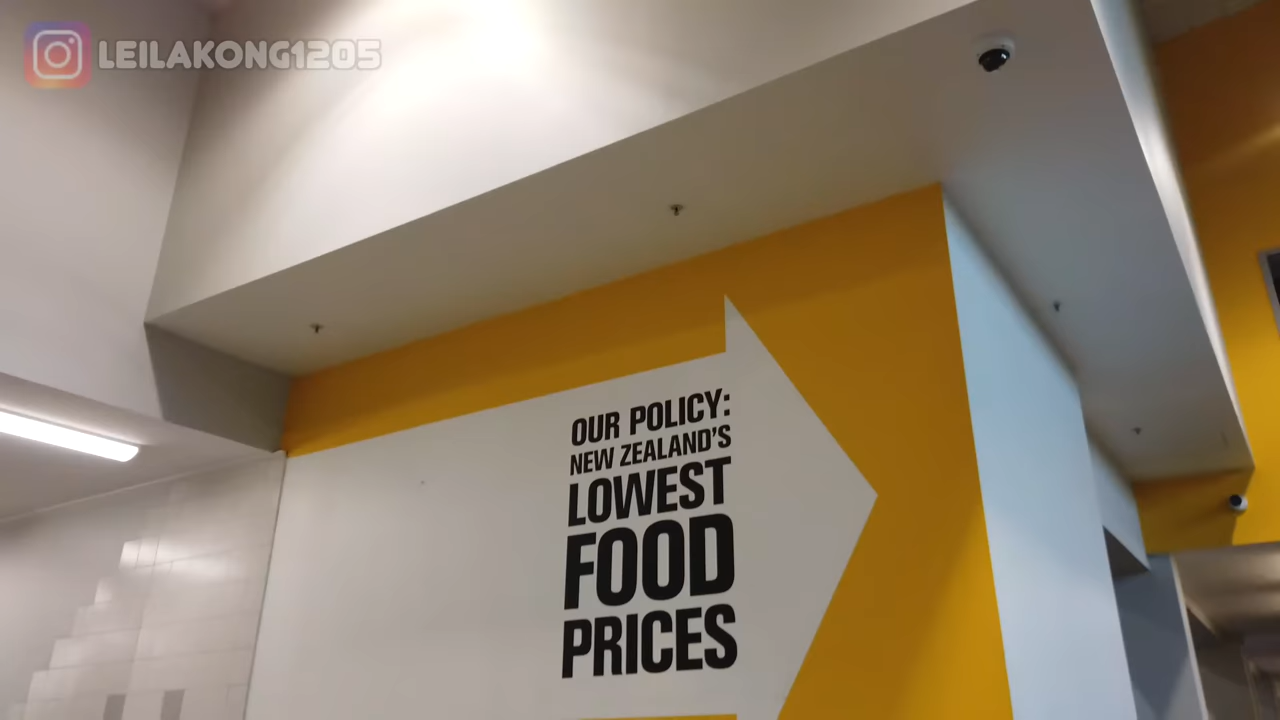 LEILAKONG1205
OUR POLICY:
NEW ZEALAND'S
LOWEST
FOOD
PRICES